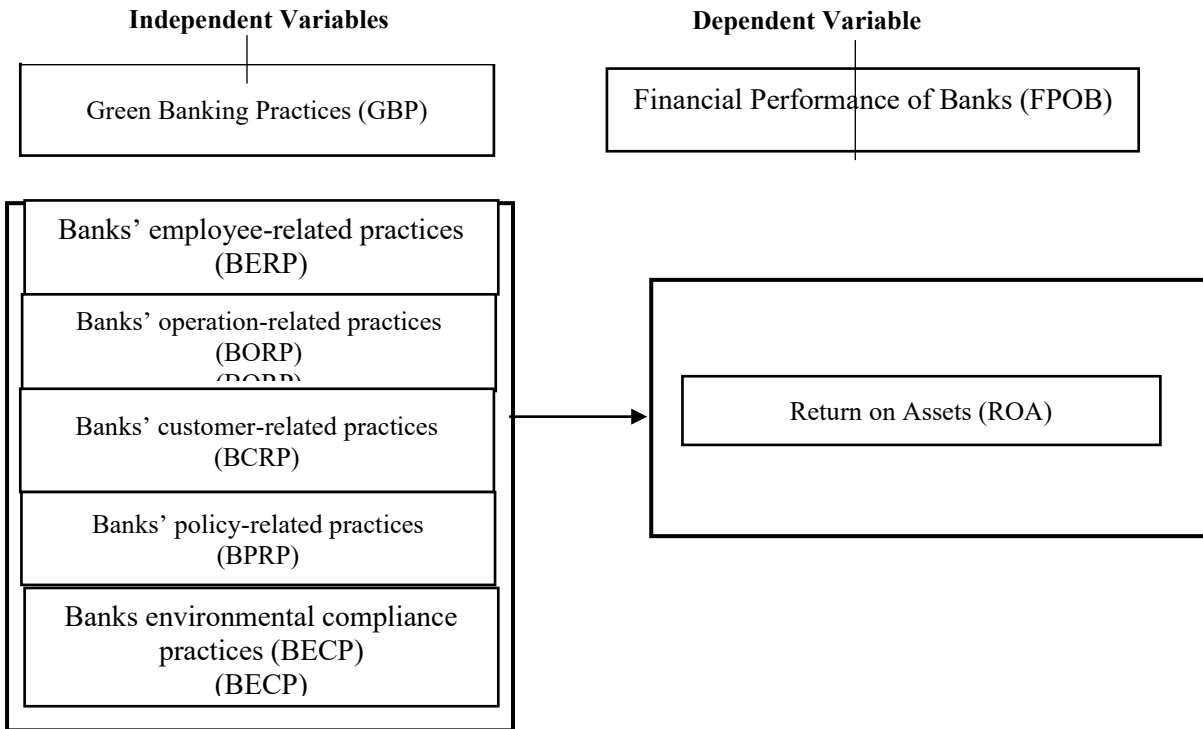 Independent Variables
Dependent Variable
Green Banking Practices (GBP)
Financial Performance of Banks (FPOB)
Banks’ employee-related practices
(BERP)
Banks’ operation-related practices
(BORP)
(BORP)
Banks’ customer-related practices
(BCRP)
Banks’ policy-related practices
(BPRP)
Banks environmental compliance
practices (BECP)
(BECP)
Return on Assets (ROA)